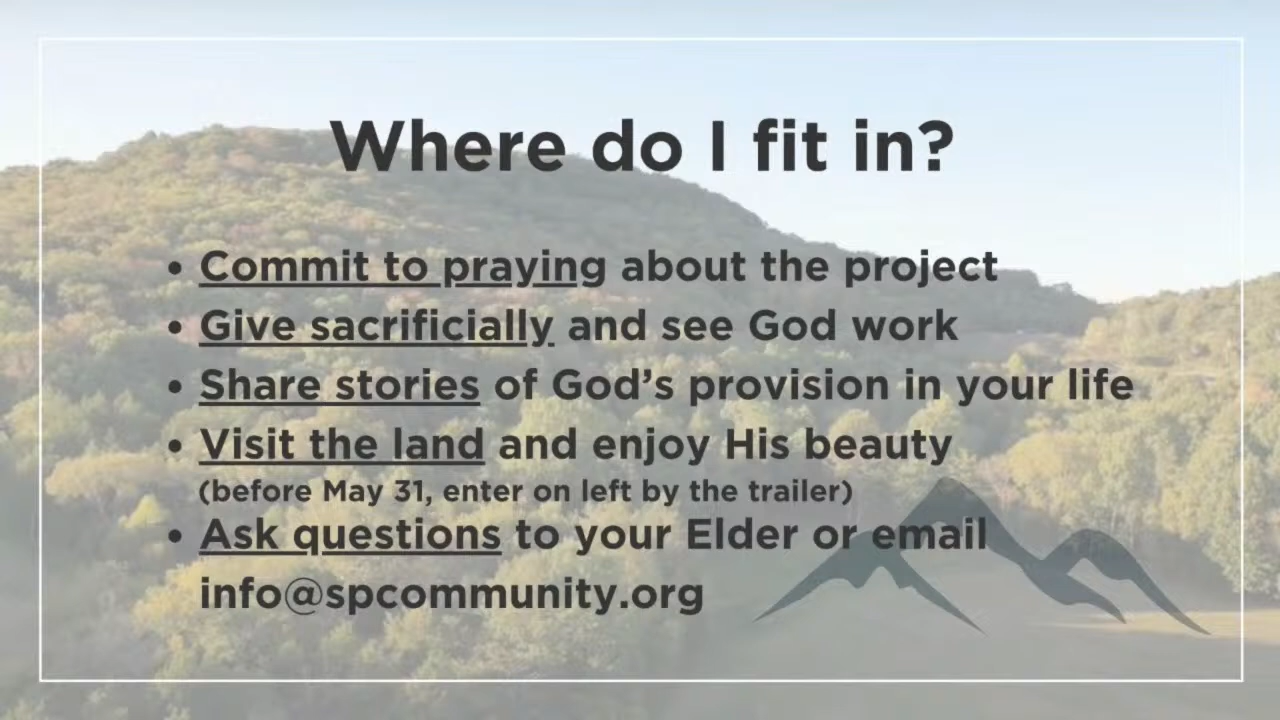 Where do I fit in?
• Commit to praying about the project
• Give sacrificially and see God work
• Share stories of God’s provision in your life
• Visit the land and enjoy His beauty
(before May 31, enter on left by the trailer)
• Ask questions to your Elder or email
info@spcommunity.org